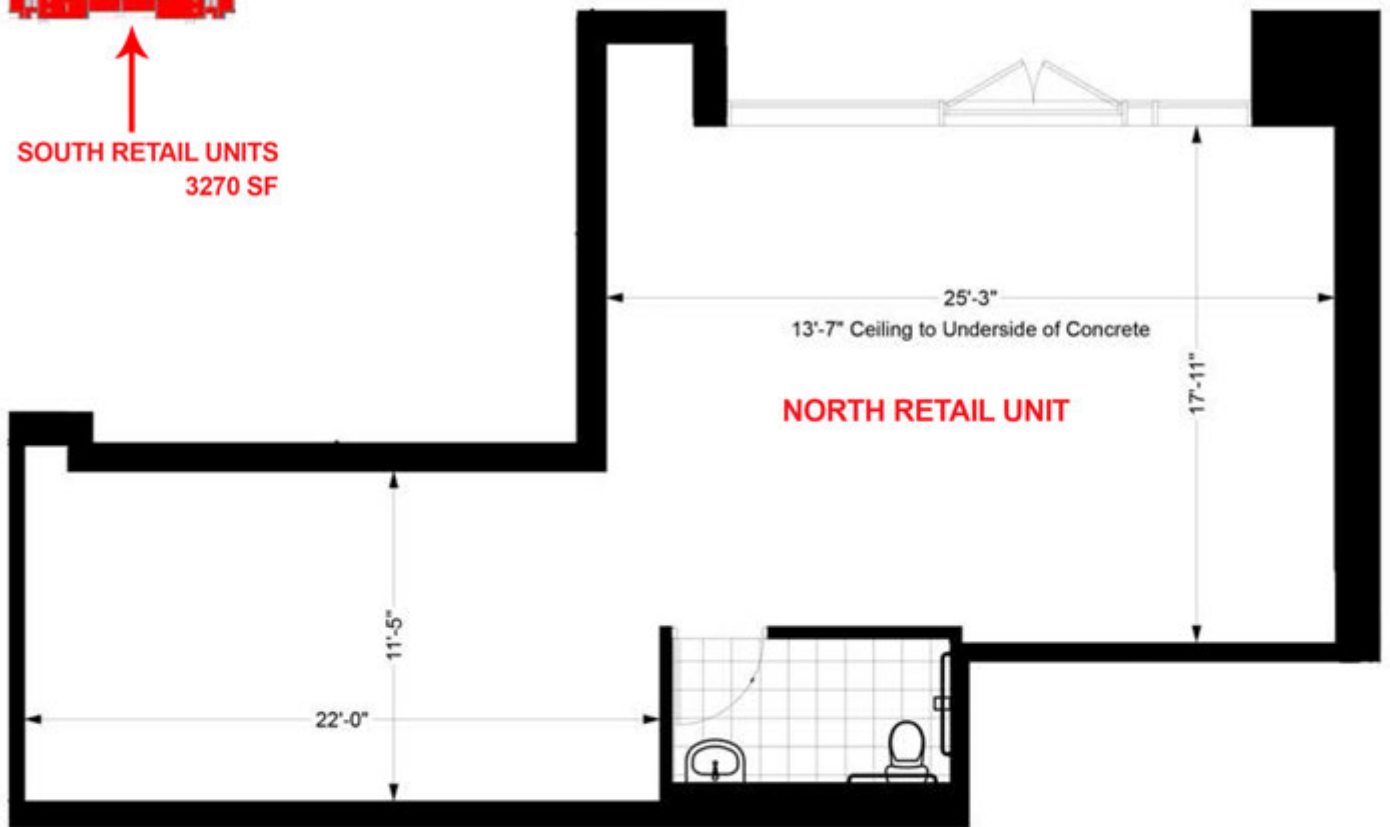 SOUTH RETAIL UNITS
3270 SF
25'-3"
13'-7" Ceiling to Underside of Concrete
17'-11"
NORTH RETAIL UNIT
11'-5"
22'-0"